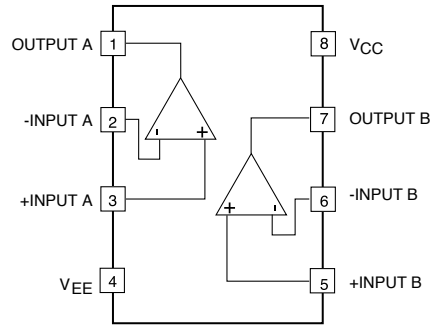 OUTPUT A 1
8 VCC
-INPUT A 2
7 OUTPUT B
- +
+INPUT A 3
6 -INPUT B
+ -
VEE 4
5 +INPUT B